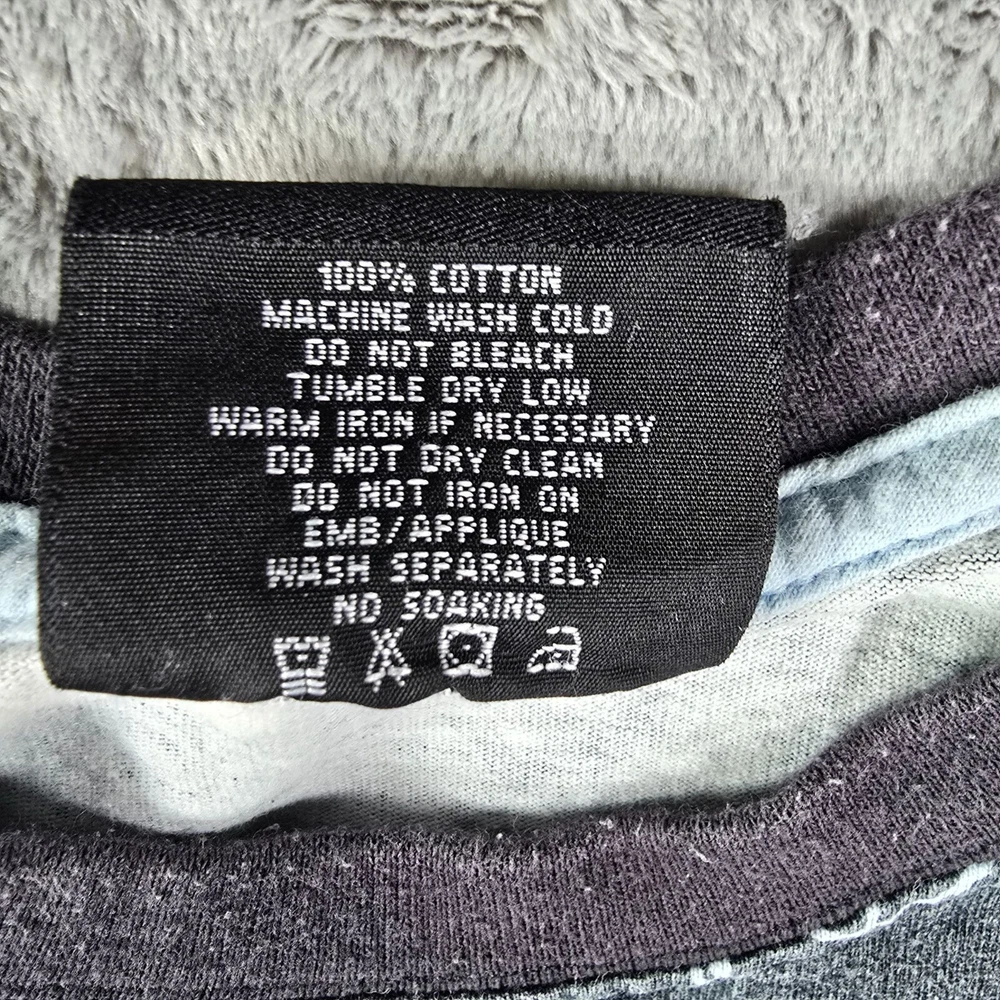 100% COTTON
MACHINE WASH COLD
DO NOT BLEACH
TUMBLE DRY LOW
WARM IRON IF NECESSARY
DO NOT DRY CLEAN
DO NOT IRON ON
EMB/APPLIQUE
WASH SEPARATELY
NO SOAKING